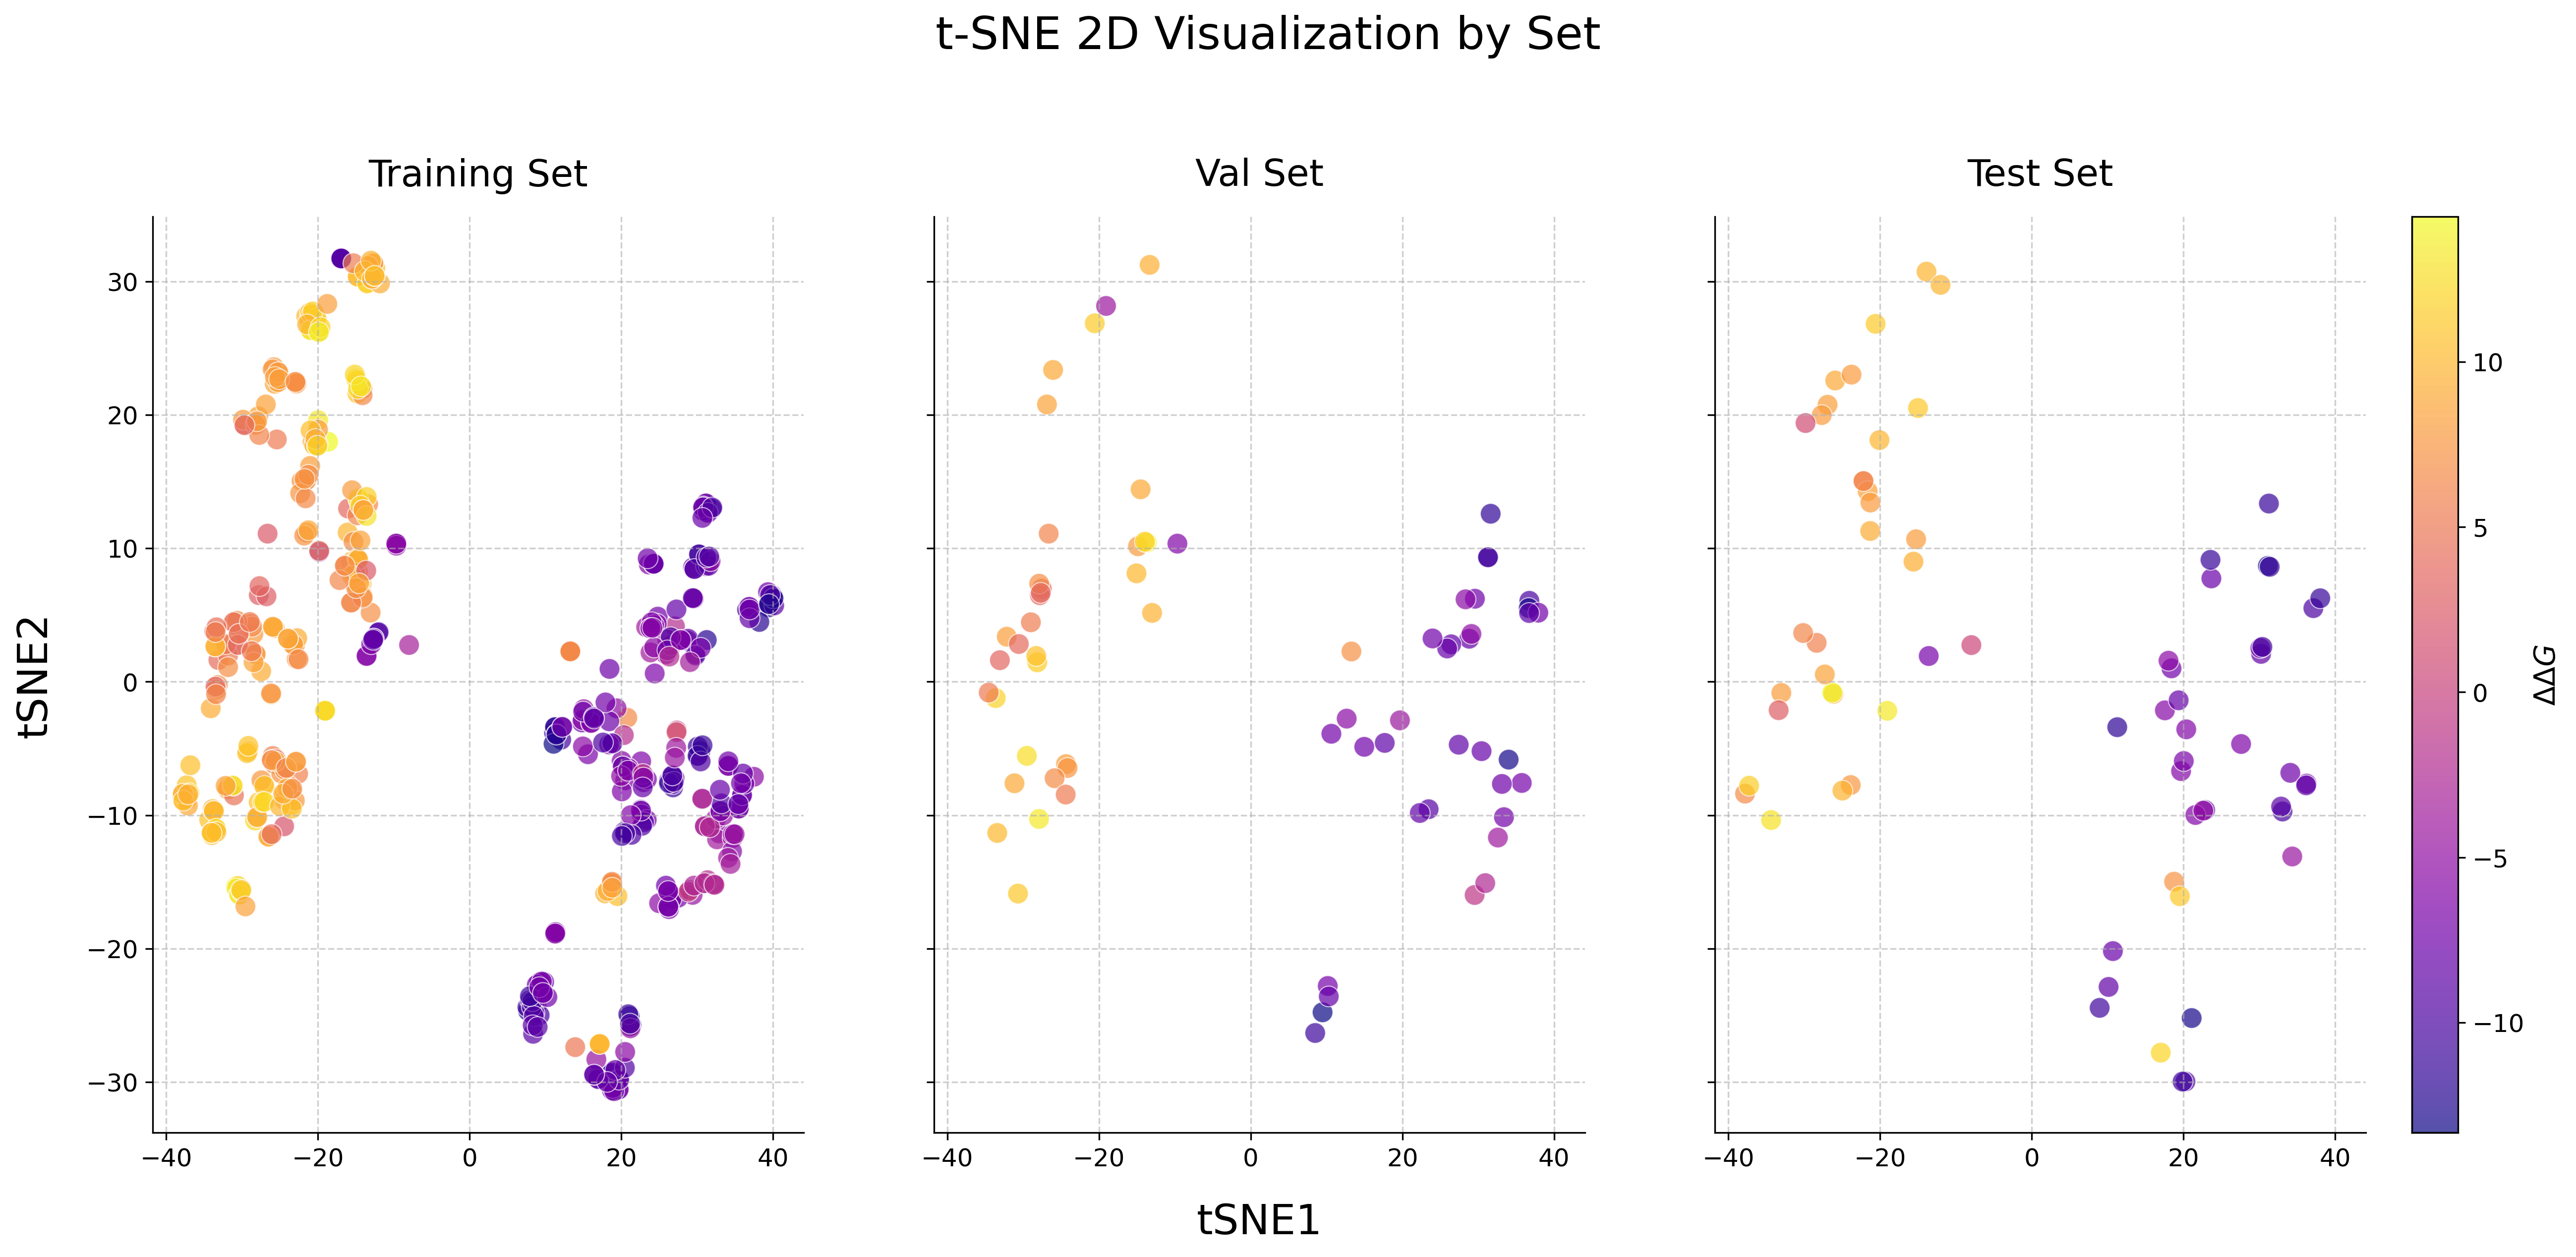 t-SNE 2D Visualization by Set
Training Set
Val Set
Test Set
tSNE2
30
20
10
0
−10
−20
−30
−40 −20 0 20 40
−40 −20 0 20 40
−40 −20 0 20 40
tSNE1
10
5
0
−5
−10
ΔΔG